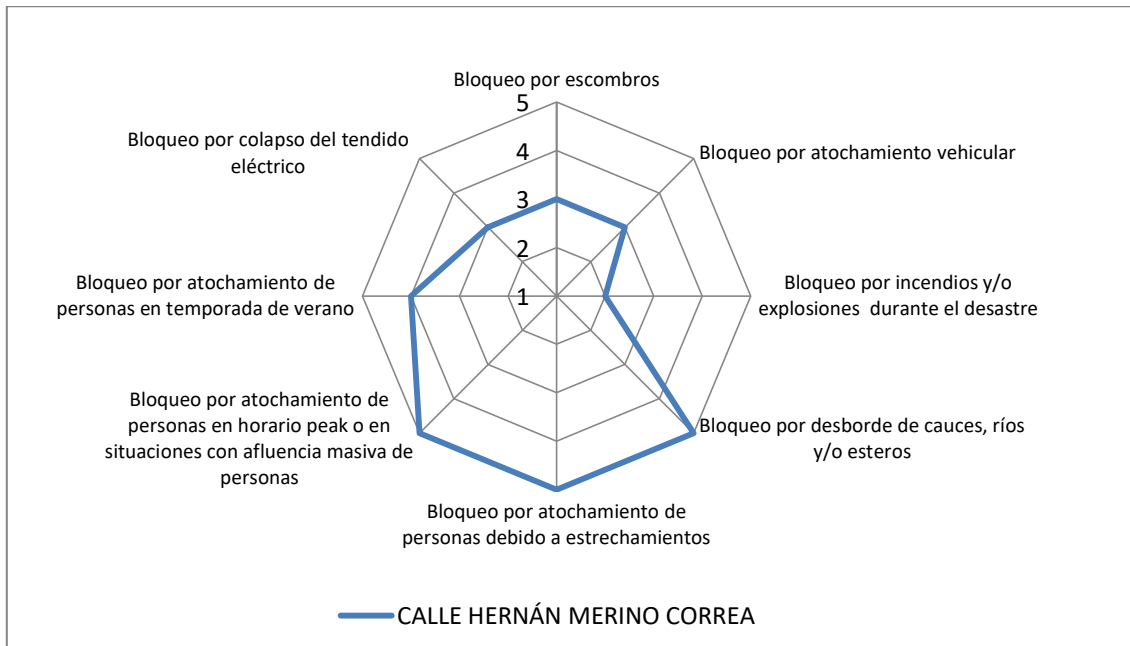 Bloqueo por escombros
5
4
3
2
1
Bloqueo por atochamiento vehicular
Bloqueo por incendios y/o
explosiones  durante el desastre
Bloqueo por desborde de cauces, ríos
y/o esteros
Bloqueo por atochamiento de
personas debido a estrechamientos
Bloqueo por atochamiento de
personas en horario peak o en
situaciones con afluencia masiva de
personas
Bloqueo por atochamiento de
personas en temporada de verano
Bloqueo por colapso del tendido
eléctrico
CALLE HERNÁN MERINO CORREA